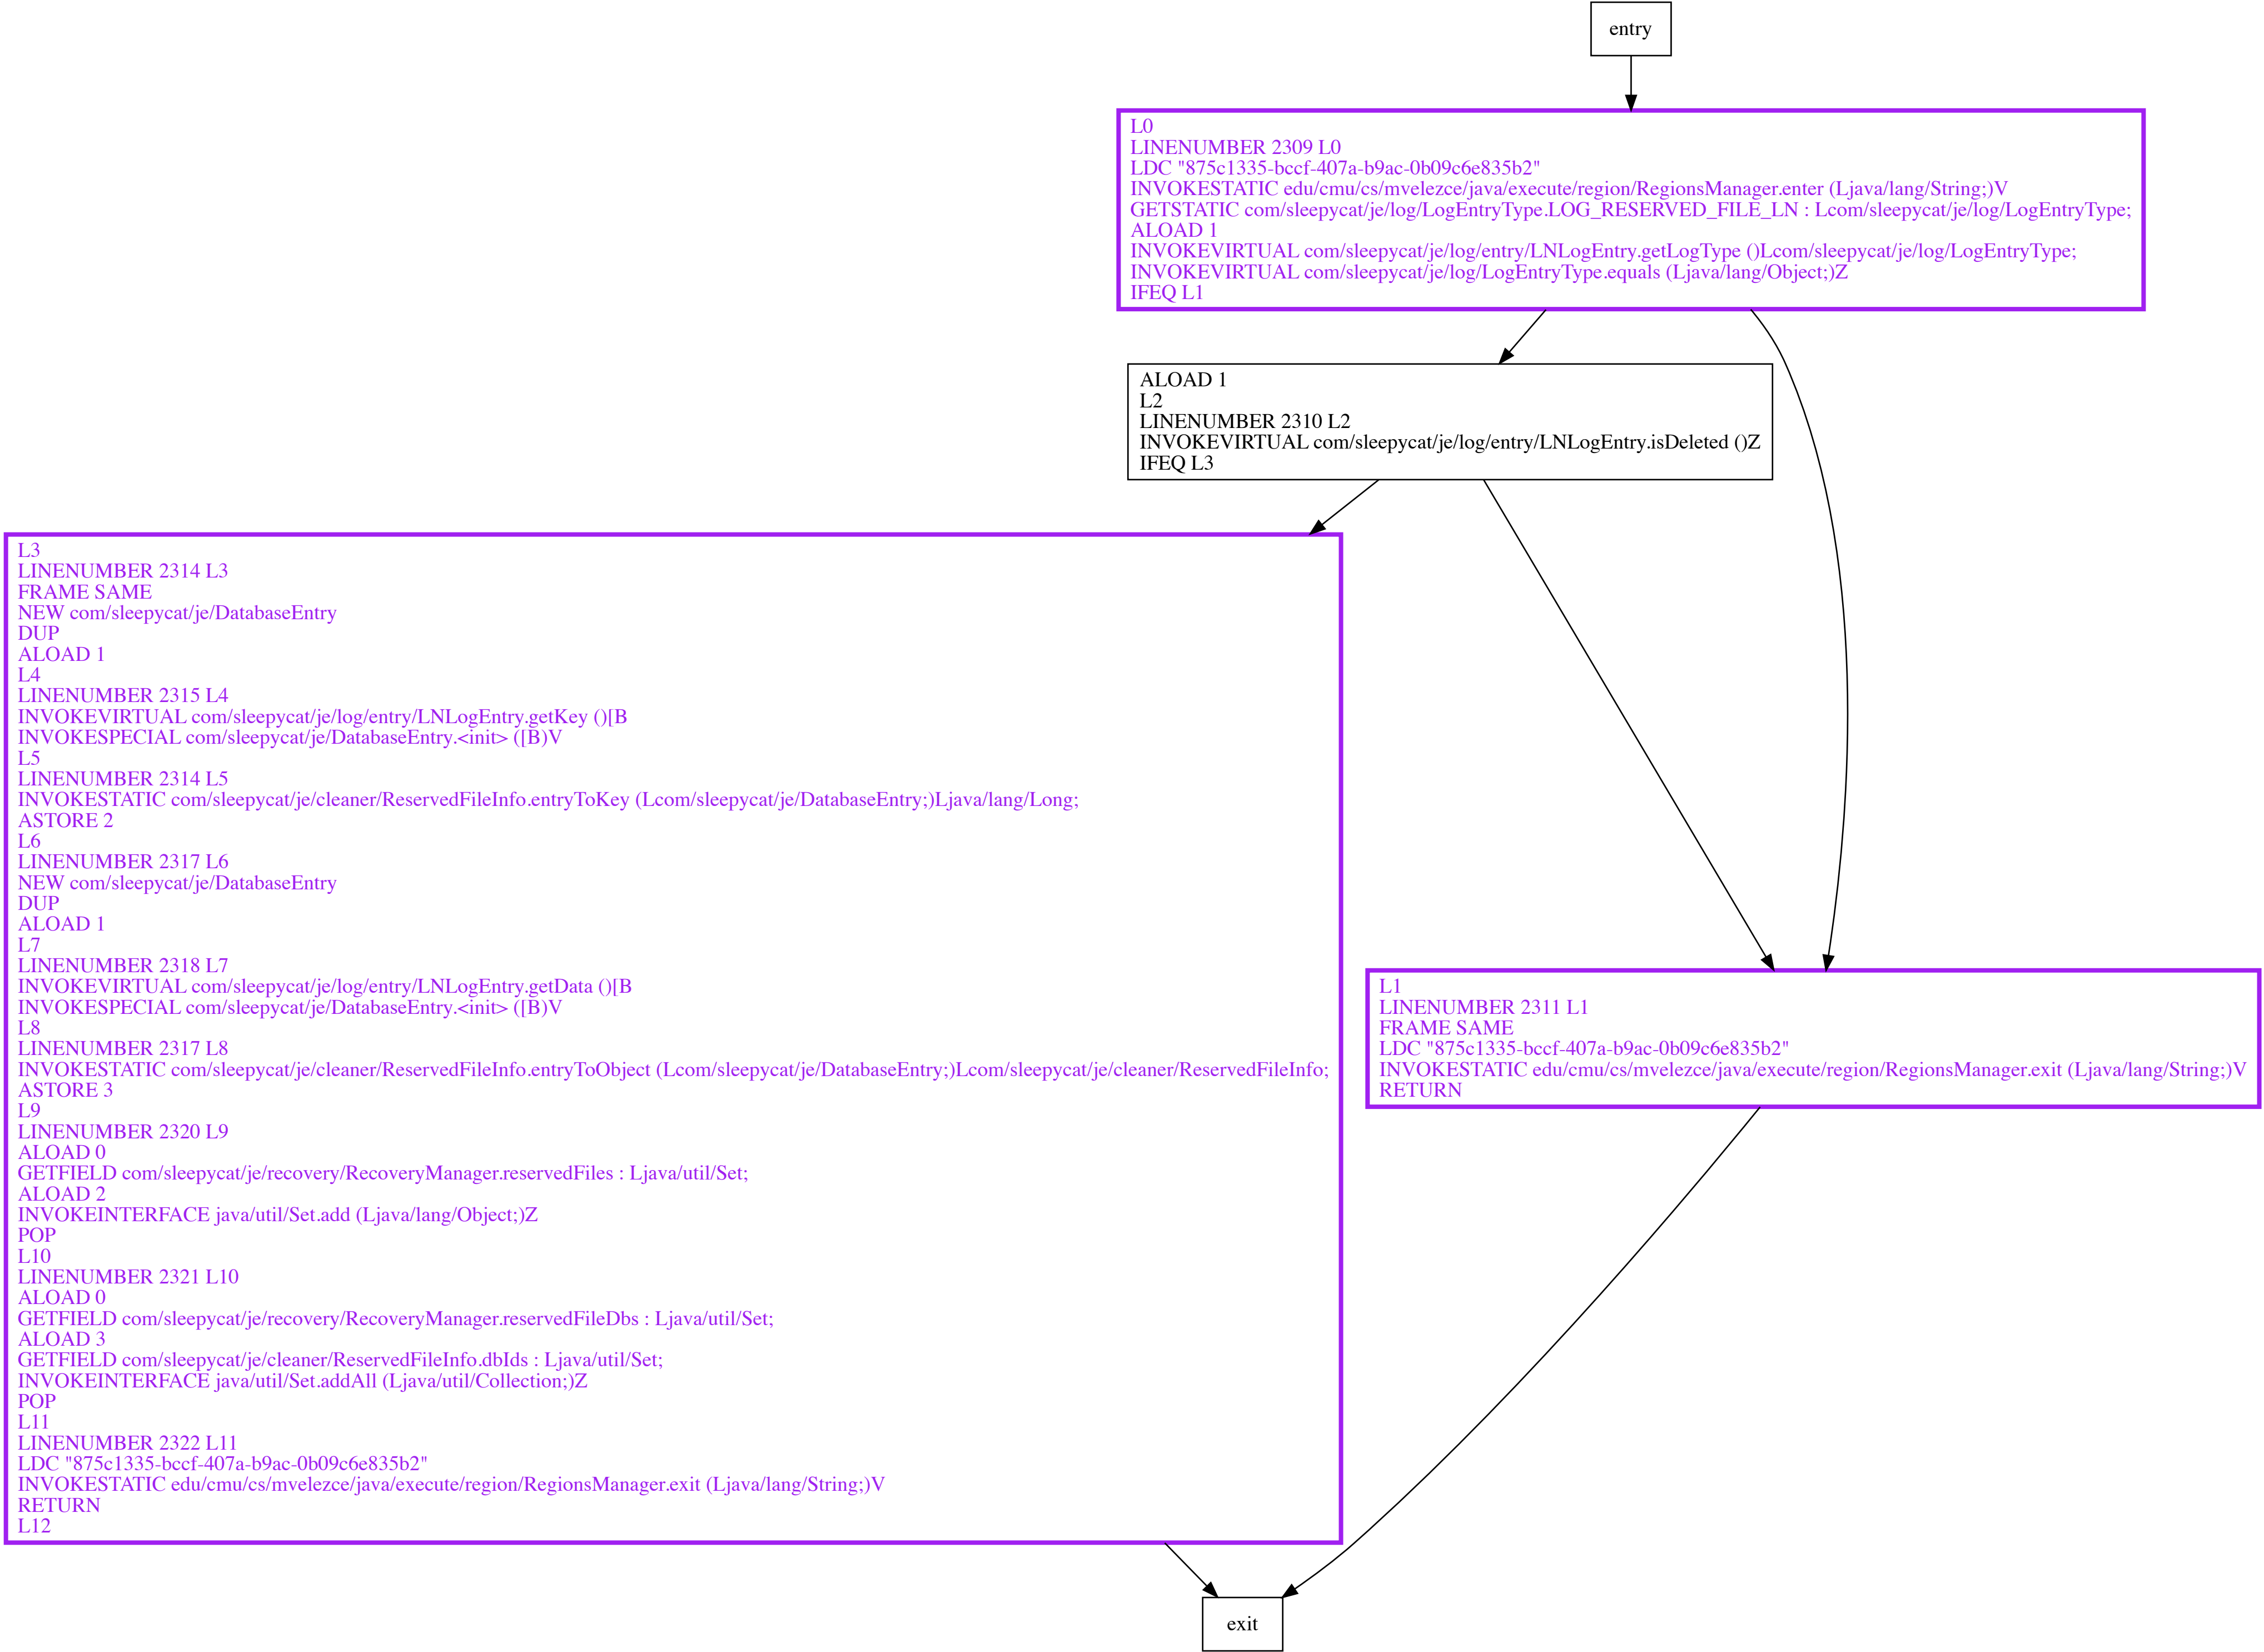 entry
L0
LINENUMBER 2309 L0
LDC "875c1335-bccf-407a-b9ac-0b09c6e835b2"
INVOKESTATIC edu/cmu/cs/mvelezce/java/execute/region/RegionsManager.enter (Ljava/lang/String;)V
GETSTATIC com/sleepycat/je/log/LogEntryType.LOG_RESERVED_FILE_LN : Lcom/sleepycat/je/log/LogEntryType;
ALOAD 1
INVOKEVIRTUAL com/sleepycat/je/log/entry/LNLogEntry.getLogType ()Lcom/sleepycat/je/log/LogEntryType;
INVOKEVIRTUAL com/sleepycat/je/log/LogEntryType.equals (Ljava/lang/Object;)Z
IFEQ L1
ALOAD 1
L2
LINENUMBER 2310 L2
INVOKEVIRTUAL com/sleepycat/je/log/entry/LNLogEntry.isDeleted ()Z
IFEQ L3
L3
LINENUMBER 2314 L3
FRAME SAME
NEW com/sleepycat/je/DatabaseEntry
DUP
ALOAD 1
L4
LINENUMBER 2315 L4
INVOKEVIRTUAL com/sleepycat/je/log/entry/LNLogEntry.getKey ()[B
INVOKESPECIAL com/sleepycat/je/DatabaseEntry.<init> ([B)V
L5
LINENUMBER 2314 L5
INVOKESTATIC com/sleepycat/je/cleaner/ReservedFileInfo.entryToKey (Lcom/sleepycat/je/DatabaseEntry;)Ljava/lang/Long;
ASTORE 2
L6
LINENUMBER 2317 L6
NEW com/sleepycat/je/DatabaseEntry
DUP
ALOAD 1
L7
LINENUMBER 2318 L7
INVOKEVIRTUAL com/sleepycat/je/log/entry/LNLogEntry.getData ()[B
INVOKESPECIAL com/sleepycat/je/DatabaseEntry.<init> ([B)V
L8
LINENUMBER 2317 L8
INVOKESTATIC com/sleepycat/je/cleaner/ReservedFileInfo.entryToObject (Lcom/sleepycat/je/DatabaseEntry;)Lcom/sleepycat/je/cleaner/ReservedFileInfo;
ASTORE 3
L9
LINENUMBER 2320 L9
ALOAD 0
GETFIELD com/sleepycat/je/recovery/RecoveryManager.reservedFiles : Ljava/util/Set;
ALOAD 2
INVOKEINTERFACE java/util/Set.add (Ljava/lang/Object;)Z
POP
L10
LINENUMBER 2321 L10
ALOAD 0
GETFIELD com/sleepycat/je/recovery/RecoveryManager.reservedFileDbs : Ljava/util/Set;
ALOAD 3
GETFIELD com/sleepycat/je/cleaner/ReservedFileInfo.dbIds : Ljava/util/Set;
INVOKEINTERFACE java/util/Set.addAll (Ljava/util/Collection;)Z
POP
L11
LINENUMBER 2322 L11
LDC "875c1335-bccf-407a-b9ac-0b09c6e835b2"
INVOKESTATIC edu/cmu/cs/mvelezce/java/execute/region/RegionsManager.exit (Ljava/lang/String;)V
RETURN
L12
L1
LINENUMBER 2311 L1
FRAME SAME
LDC "875c1335-bccf-407a-b9ac-0b09c6e835b2"
INVOKESTATIC edu/cmu/cs/mvelezce/java/execute/region/RegionsManager.exit (Ljava/lang/String;)V
RETURN
exit